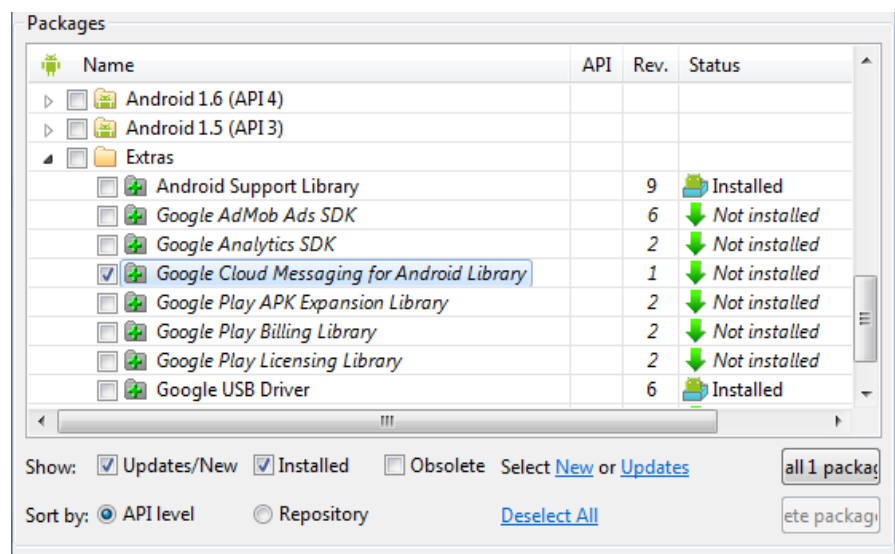 Packages
Name API Rev. Status
Android 1.6 (API 4)
Android 1.5 (API 3)
Extras
Android Support Library 9 Installed
Google AdMob Ads SDK 6 Not installed
Google Analytics SDK 2 Not installed
Google Cloud Messaging for Android Library 1 Not installed
Google Play APK Expansion Library 2 Not installed
Google Play Billing Library 2 Not installed
Google Play Licensing Library 2 Not installed
Google USB Driver 6 Installed
Show: Updates/New Installed Obsolete Select New or Updates all 1 packag
Sort by: API level Repository Deselect All ete packag